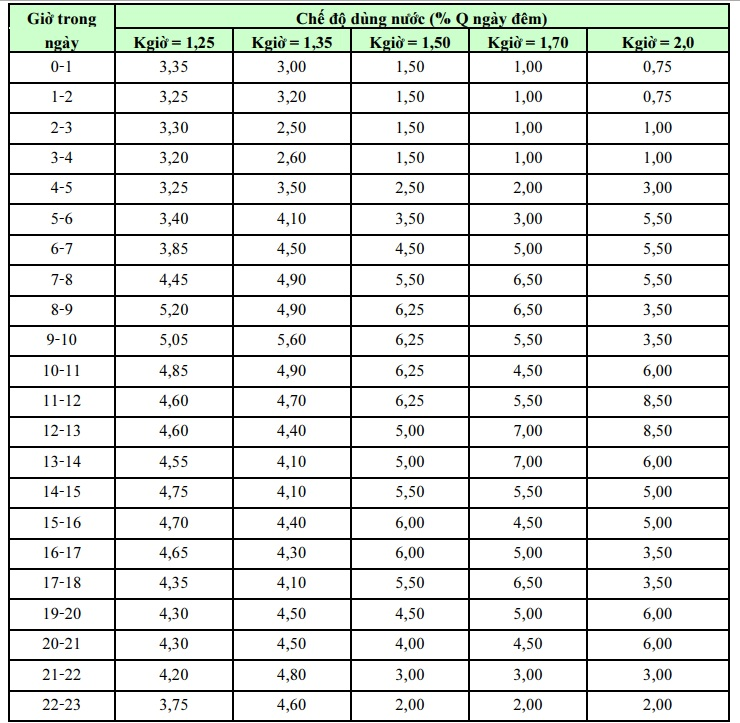 Giờ trong ngày Chế độ dùng nước (% Q ngày đêm)
Kgiờ = 1,25 Kgiờ = 1,35 Kgiờ = 1,50 Kgiờ = 1,70 Kgiờ = 2,0
0-1 3,35 3,00 1,50 1,00 0,75
1-2 3,25 3,20 1,50 1,00 0,75
2-3 3,30 2,50 1,50 1,00 1,00
3-4 3,20 2,60 1,50 1,00 1,00
4-5 3,25 3,50 2,50 2,00 3,00
5-6 3,40 4,10 3,50 3,00 5,50
6-7 3,85 4,50 4,50 5,00 5,50
7-8 4,45 4,90 5,50 6,50 5,50
8-9 5,20 4,90 6,25 6,50 3,50
9-10 5,05 5,60 6,25 5,50 3,50
10-11 4,85 4,90 6,25 4,50 6,00
11-12 4,60 4,70 6,25 5,50 8,50
12-13 4,60 4,40 5,00 7,00 8,50
13-14 4,55 4,10 5,00 7,00 6,00
14-15 4,75 4,10 5,50 5,50 5,00
15-16 4,70 4,40 6,00 4,50 5,00
16-17 4,65 4,30 6,00 5,00 3,50
17-18 4,35 4,10 5,50 6,50 3,50
19-20 4,30 4,50 4,50 5,00 6,00
20-21 4,30 4,50 4,00 4,50 6,00
21-22 4,20 4,80 3,00 3,00 3,00
22-23 3,75 4,60 2,00 2,00 2,00